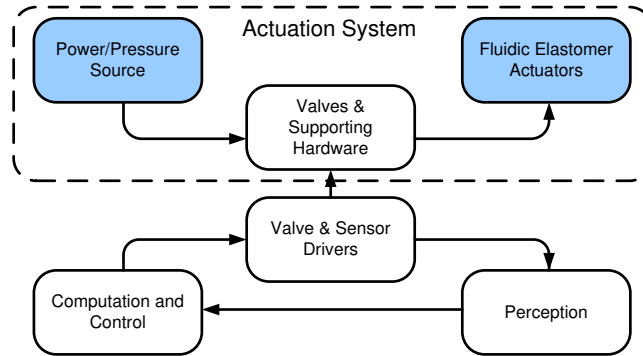 Actuation System
Power/Pressure
Source
Fluidic Elastomer
Actuators
Valves &
Supporting
Hardware
Valve & Sensor
Drivers
Computation and
Control
Perception